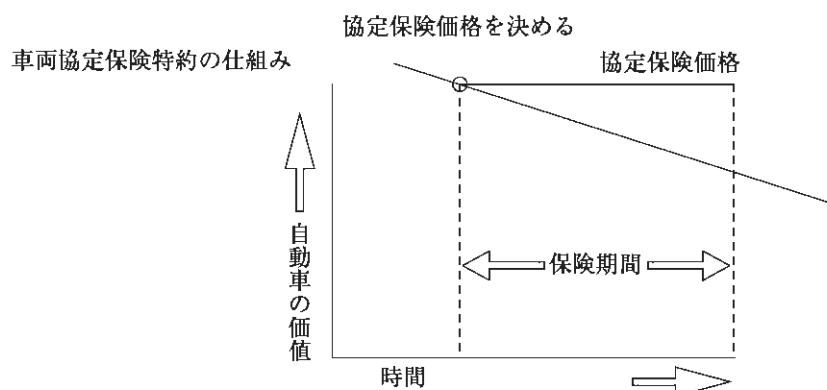 協定保険価格を決める
車両協定保険特約の仕組み
協定保険価格
自動車の価値
保険期間
時間